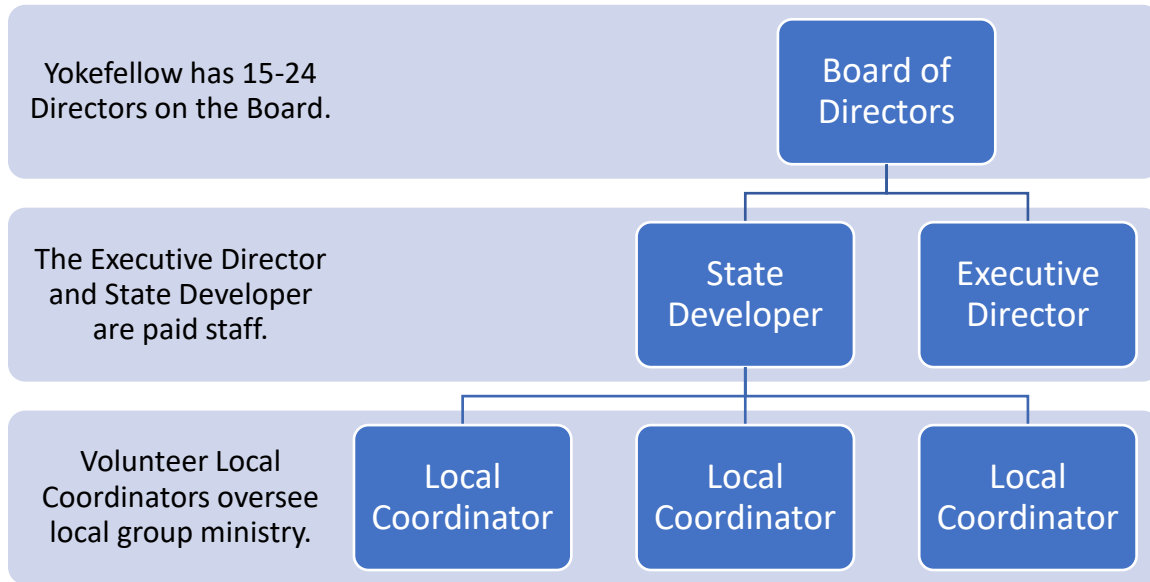 Yokefellow has 15-24
Directors on the Board.
Board of
Directors
The Executive Director
and State Developer
are paid staff.
State
Developer
Executive
Director
Volunteer Local
Coordinators oversee
local group ministry.
Local
Coordinator
Local
Coordinator
Local
Coordinator